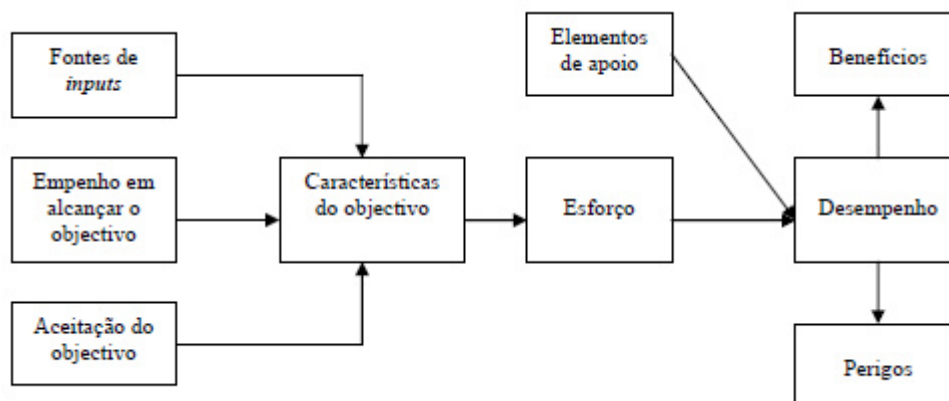 Fontes de
inputs
Empenho em
alcançar o
objectivo
Aceitação do
objectivo
Características
do objectivo
Elementos
de apoio
Esforço
Benefícios
Desempenho
Perigos